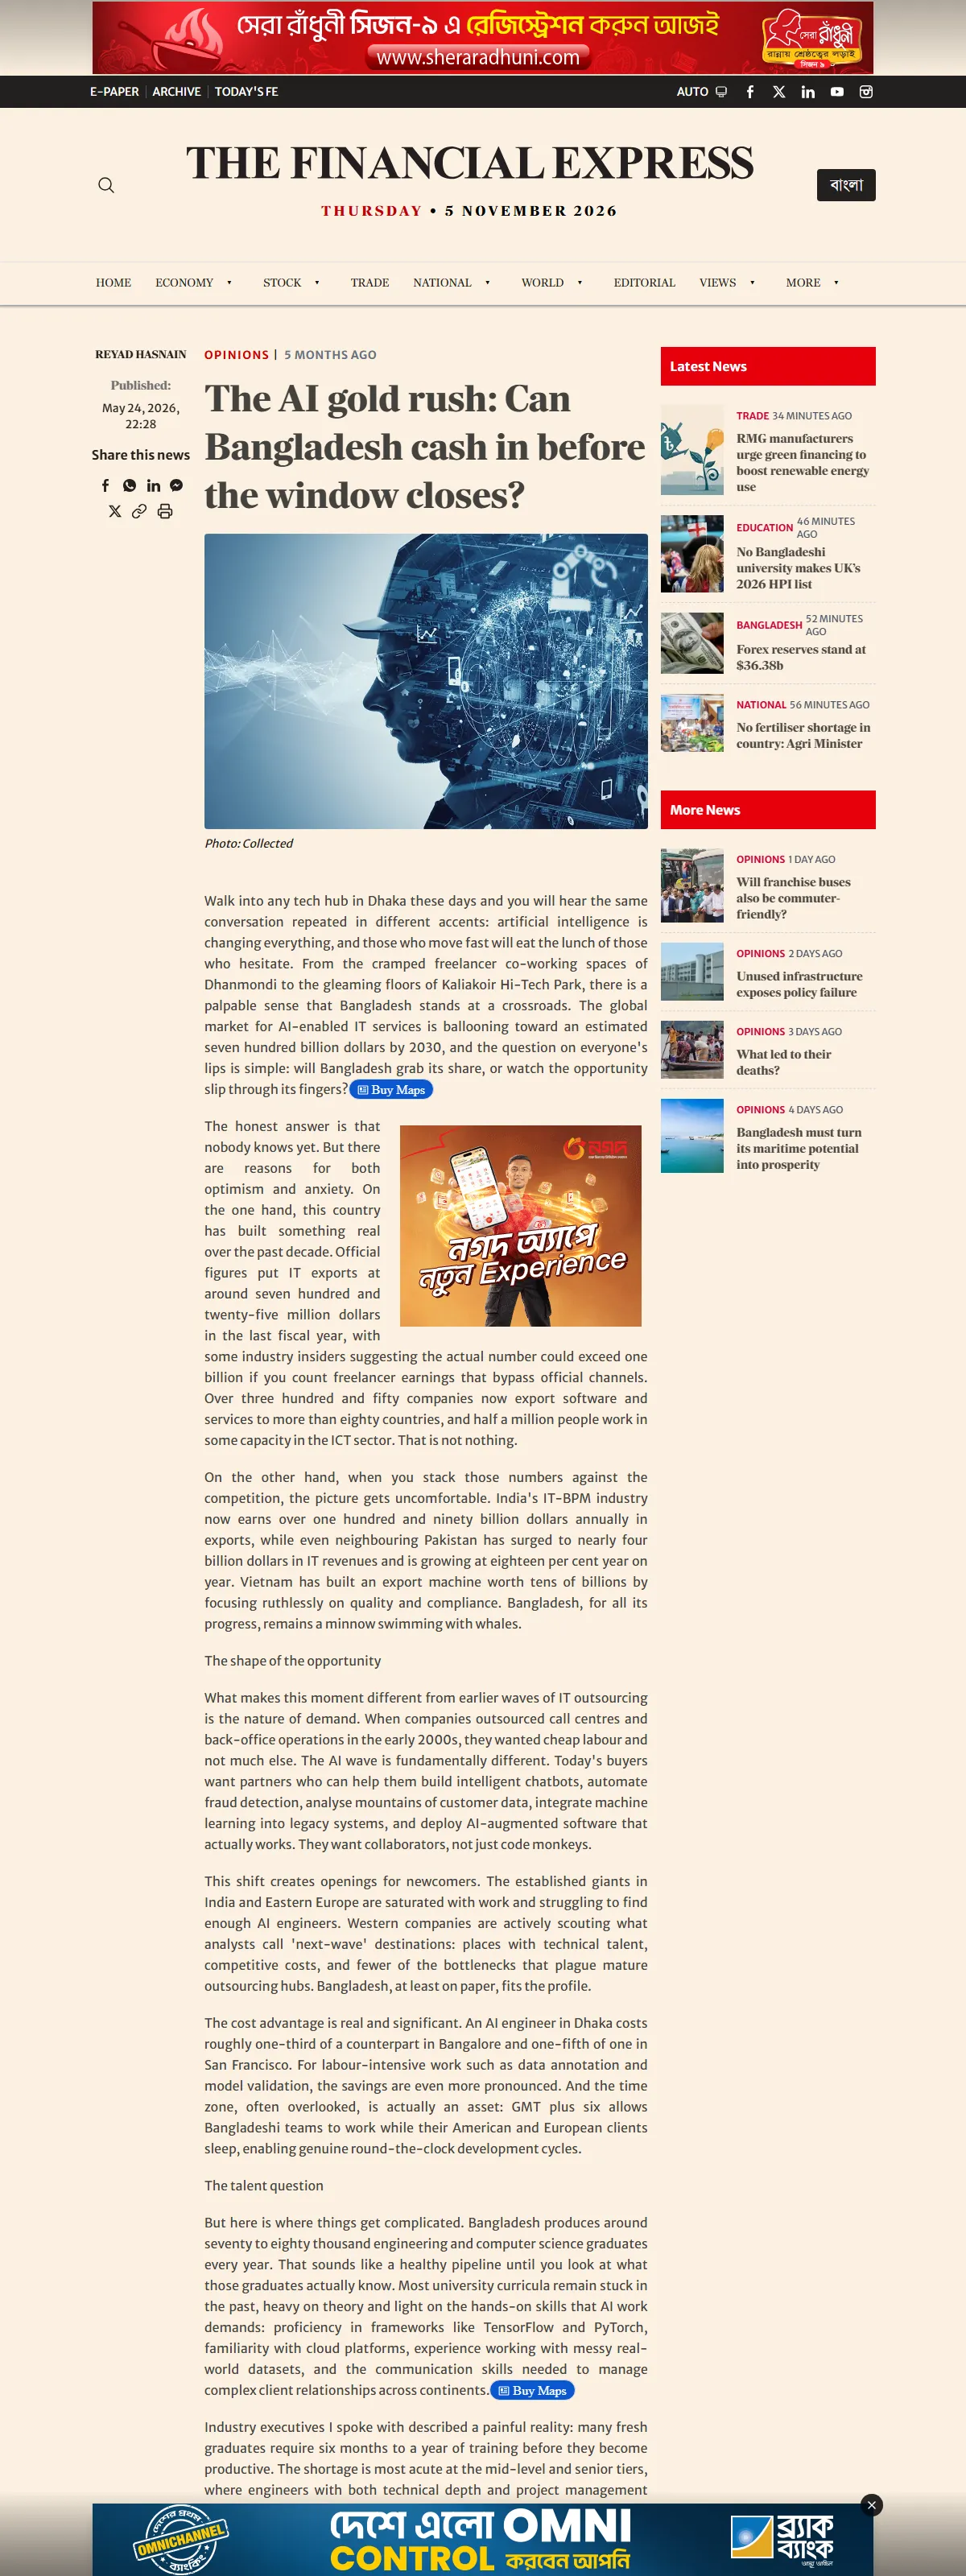 সেরা রাঁধুনী সিজন-৯ এ রেজিস্ট্রেশন করুন আজই
www.sheraradhuni.com
সেরা রাঁধুনী
রান্নায় শ্রেষ্ঠত্বের লড়াই
সিজন ৯
E-PAPER | ARCHIVE | TODAY'S FE
AUTO
THE FINANCIAL EXPRESS
THURSDAY • 5 NOVEMBER 2026
বাংলা
HOME ECONOMY STOCK TRADE NATIONAL WORLD EDITORIAL VIEWS MORE
REYAD HASNAIN
Published:
May 24, 2026,
22:28
Share this news
OPINIONS | 5 MONTHS AGO
The AI gold rush: Can
Bangladesh cash in before
the window closes?
Photo: Collected
Walk into any tech hub in Dhaka these days and you will hear the same
conversation repeated in different accents: artificial intelligence is
changing everything, and those who move fast will eat the lunch of those
who hesitate. From the cramped freelancer co-working spaces of
Dhanmondi to the gleaming floors of Kaliakoir Hi-Tech Park, there is a
palpable sense that Bangladesh stands at a crossroads. The global
market for AI-enabled IT services is ballooning toward an estimated
seven hundred billion dollars by 2030, and the question on everyone's
lips is simple: will Bangladesh grab its share, or watch the opportunity
slip through its fingers? Buy Maps
The honest answer is that
nobody knows yet. But there
are reasons for both
optimism and anxiety. On
the one hand, this country
has built something real
over the past decade. Official
figures put IT exports at
around seven hundred and
twenty-five million dollars
in the last fiscal year, with
নগদ
নগদ অ্যাপে
নতুন Experience
some industry insiders suggesting the actual number could exceed one
billion if you count freelancer earnings that bypass official channels.
Over three hundred and fifty companies now export software and
services to more than eighty countries, and half a million people work in
some capacity in the ICT sector. That is not nothing.
On the other hand, when you stack those numbers against the
competition, the picture gets uncomfortable. India's IT-BPM industry
now earns over one hundred and ninety billion dollars annually in
exports, while even neighbouring Pakistan has surged to nearly four
billion dollars in IT revenues and is growing at eighteen per cent year on
year. Vietnam has built an export machine worth tens of billions by
focusing ruthlessly on quality and compliance. Bangladesh, for all its
progress, remains a minnow swimming with whales.
The shape of the opportunity
What makes this moment different from earlier waves of IT outsourcing
is the nature of demand. When companies outsourced call centres and
back-office operations in the early 2000s, they wanted cheap labour and
not much else. The AI wave is fundamentally different. Today's buyers
want partners who can help them build intelligent chatbots, automate
fraud detection, analyse mountains of customer data, integrate machine
learning into legacy systems, and deploy AI-augmented software that
actually works. They want collaborators, not just code monkeys.
This shift creates openings for newcomers. The established giants in
India and Eastern Europe are saturated with work and struggling to find
enough AI engineers. Western companies are actively scouting what
analysts call 'next-wave' destinations: places with technical talent,
competitive costs, and fewer of the bottlenecks that plague mature
outsourcing hubs. Bangladesh, at least on paper, fits the profile.
The cost advantage is real and significant. An AI engineer in Dhaka costs
roughly one-third of a counterpart in Bangalore and one-fifth of one in
San Francisco. For labour-intensive work such as data annotation and
model validation, the savings are even more pronounced. And the time
zone, often overlooked, is actually an asset: GMT plus six allows
Bangladeshi teams to work while their American and European clients
sleep, enabling genuine round-the-clock development cycles.
The talent question
But here is where things get complicated. Bangladesh produces around
seventy to eighty thousand engineering and computer science graduates
every year. That sounds like a healthy pipeline until you look at what
those graduates actually know. Most university curricula remain stuck in
the past, heavy on theory and light on the hands-on skills that AI work
demands: proficiency in frameworks like TensorFlow and PyTorch,
familiarity with cloud platforms, experience working with messy real-
world datasets, and the communication skills needed to manage
complex client relationships across continents. Buy Maps
Industry executives I spoke with described a painful reality: many fresh
graduates require six months to a year of training before they become
productive. The shortage is most acute at the mid-level and senior tiers,
where engineers with both technical depth and project management
Latest News
TRADE 34 MINUTES AGO
RMG manufacturers
urge green financing to
boost renewable energy
use
EDUCATION 46 MINUTES
AGO
No Bangladeshi
university makes UK's
2026 HPI list
BANGLADESH 52 MINUTES
AGO
Forex reserves stand at
$36.38b
NATIONAL 56 MINUTES AGO
No fertiliser shortage in
country: Agri Minister
More News
OPINIONS 1 DAY AGO
Will franchise buses
also be commuter-
friendly?
OPINIONS 2 DAYS AGO
Unused infrastructure
exposes policy failure
OPINIONS 3 DAYS AGO
What led to their
deaths?
OPINIONS 4 DAYS AGO
Bangladesh must turn
its maritime potential
into prosperity
দেশের প্রথম
OMNICHANNEL
ব্যাংকিং
দেশে এলো OMNI
CONTROL করবেন আপনি
ব্র্যাক
ব্যাংক